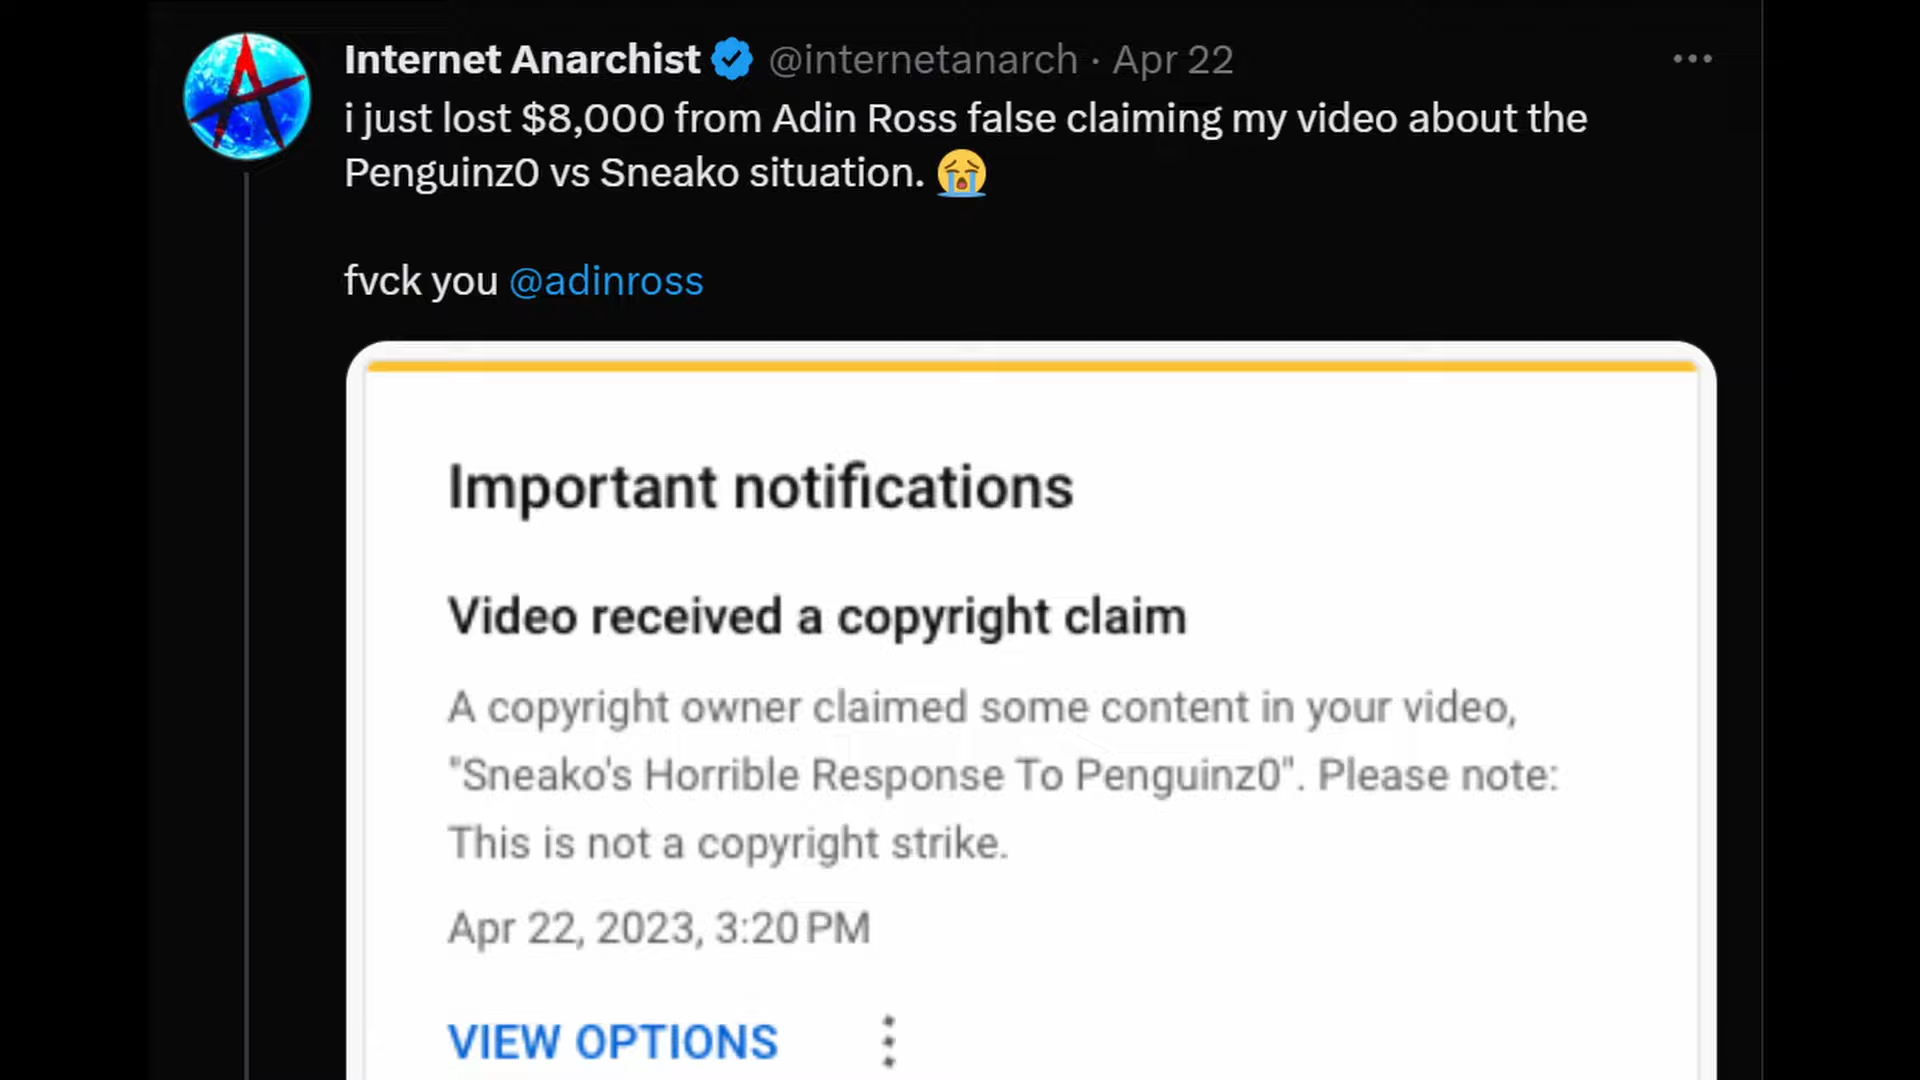 Internet Anarchist @internetanarch · Apr 22
i just lost $8,000 from Adin Ross false claiming my video about the
Penguinz0 vs Sneako situation. 😭
fvck you @adinross
Important notifications
Video received a copyright claim
A copyright owner claimed some content in your video,
"Sneako's Horrible Response To Penguinz0". Please note:
This is not a copyright strike.
Apr 22, 2023, 3:20 PM
VIEW OPTIONS